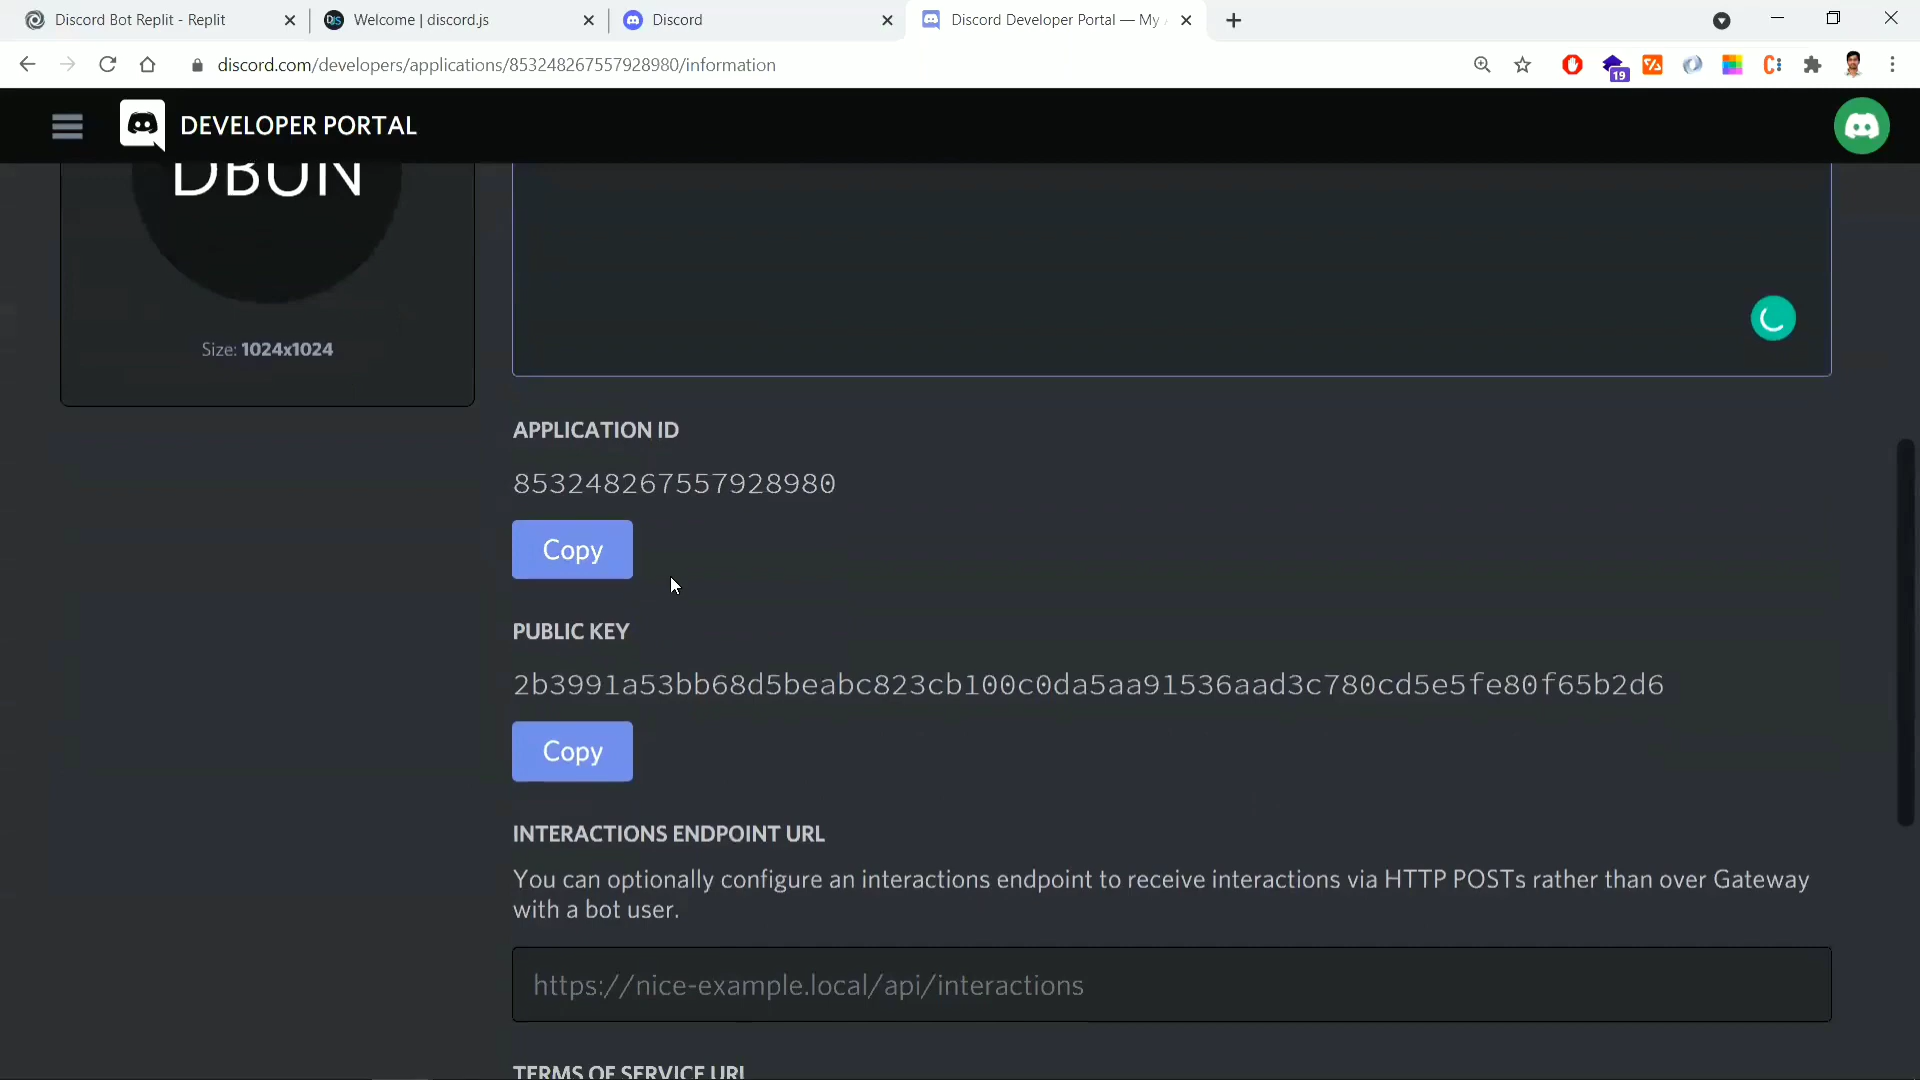 Discord Bot Replit - Replit
Welcome | discord.js
Discord
Discord Developer Portal — My
discord.com/developers/applications/853248267557928980/information
19
DEVELOPER PORTAL
DBUN
Size: 1024x1024
APPLICATION ID
853248267557928980
Copy
PUBLIC KEY
2b3991a53bb68d5beabc823cb100c0da5aa91536aad3c780cd5e5fe80f65b2d6
Copy
INTERACTIONS ENDPOINT URL
You can optionally configure an interactions endpoint to receive interactions via HTTP POSTs rather than over Gateway
with a bot user.
https://nice-example.local/api/interactions
TERMS OF SERVICE URL